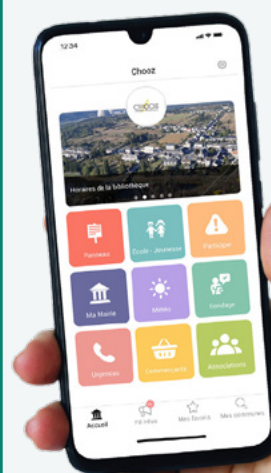 12:34
Chooz
CHOOZ
Horaires de la bibliothèque
Panneau
École - Jeunesse
Participer
Ma Mairie
Météo
Sondage
Urgences
Commerçants
Associations
Accueil
Fil infos
Mes favoris
Mes communes